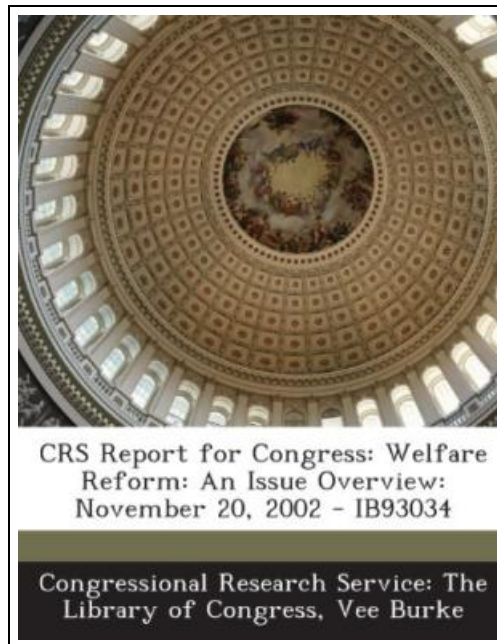 CRS Report for Congress: Welfare
Reform: An Issue Overview:
November 20, 2002 - IB93034
Congressional Research Service: The
Library of Congress, Vee Burke